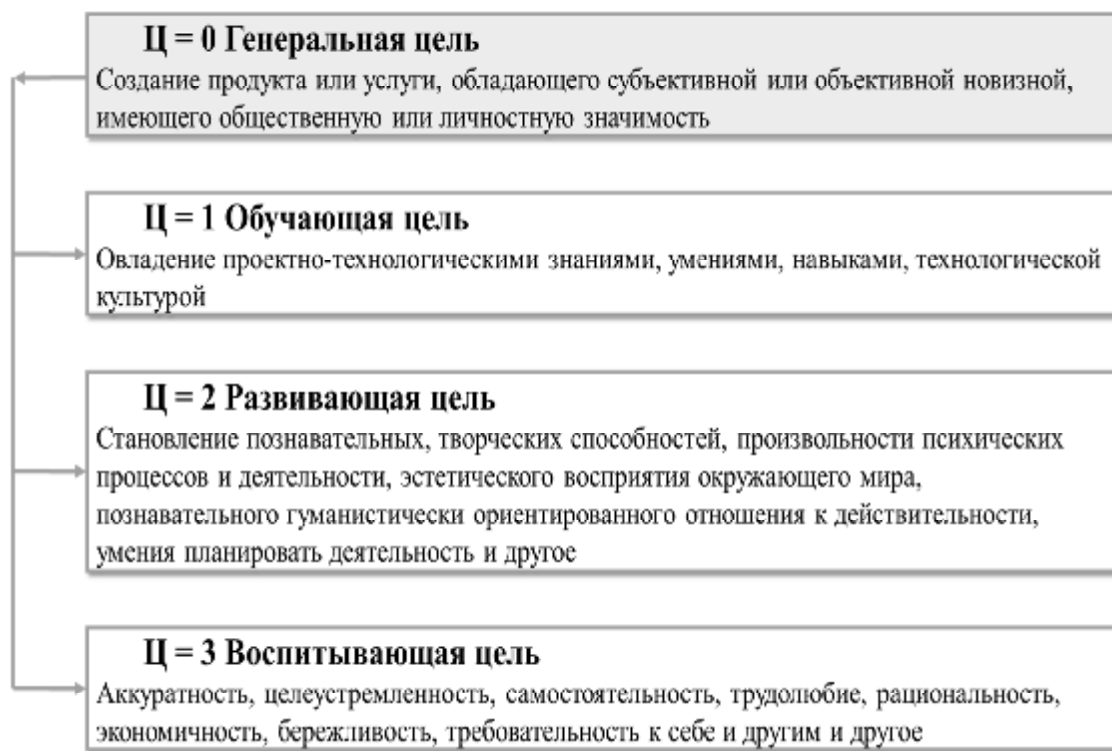 Ц = 0 Генеральная цель
Создание продукта или услуги, обладающего субъективной или объективной новизной,
имеющего общественную или личностную значимость
Ц = 1 Обучающая цель
Овладение проектно-технологическими знаниями, умениями, навыками, технологической
культурой
Ц = 2 Развивающая цель
Становление познавательных, творческих способностей, произвольности психических
процессов и деятельности, эстетического восприятия окружающего мира,
познавательного гуманистически ориентированного отношения к действительности,
умения планировать деятельность и другое
Ц = 3 Воспитывающая цель
Аккуратность, целеустремленность, самостоятельность, трудолюбие, рациональность,
экономичность, бережливость, требовательность к себе и другим и другое